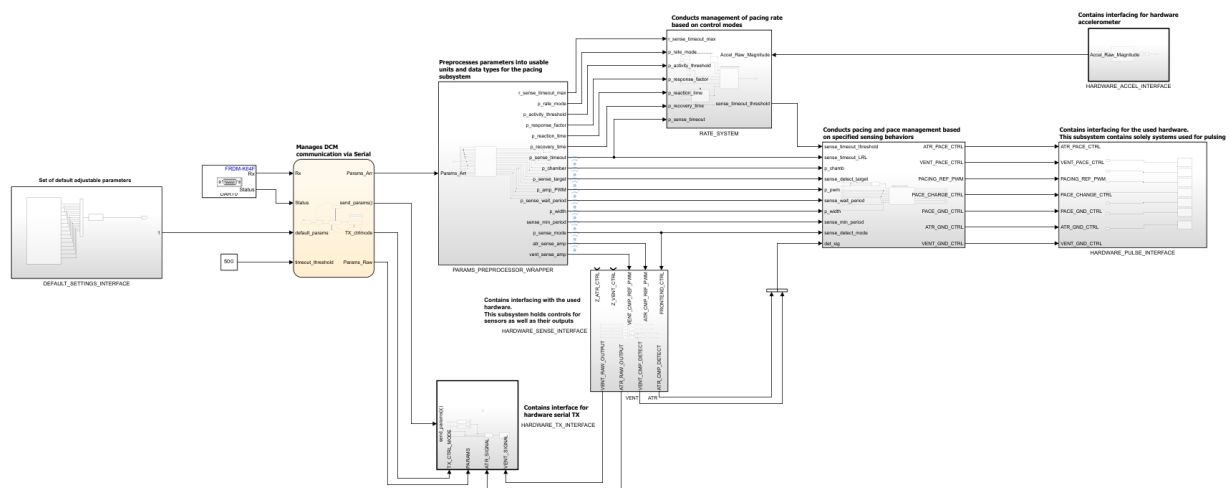 Conducts management of pacing rate
based on control modes
r_sense_timeout_max
p_rate_mode
p_activity_threshold
p_response_factor
p_reaction_time
p_recovery_time
p_sense_timeout
Accel_Raw_Magnitude
sense_timeout_threshold
RATE_SYSTEM
Contains interfacing for hardware
accelerometer
Accel_Raw_Magnitude
HARDWARE_ACCEL_INTERFACE
Preprocesses parameters into usable
units and data types for the pacing
subsystem
Params_Arr
r_sense_timeout_max
p_rate_mode
p_activity_threshold
p_response_factor
p_reaction_time
p_recovery_time
p_sense_timeout
p_chamber
p_sense_target
p_amp_PWM
p_sense_wait_period
p_width
sense_min_period
p_sense_mode
atr_sense_amp
vent_sense_amp
PARAMS_PREPROCESSOR_WRAPPER
Conducts pacing and pace management based
on specified sensing behaviors
sense_timeout_threshold
sense_timeout_LRL
p_chamb
sense_detect_target
p_pwm
sense_wait_period
p_width
sense_min_period
sense_detect_mode
det_sig
ATR_PACE_CTRL
VENT_PACE_CTRL
PACING_REF_PWM
PACE_CHARGE_CTRL
PACE_GND_CTRL
ATR_GND_CTRL
VENT_GND_CTRL
Contains interfacing for the used hardware.
This subsystem contains solely systems used for pulsing
ATR_PACE_CTRL
VENT_PACE_CTRL
PACING_REF_PWM
PACE_CHANGE_CTRL
PACE_GND_CTRL
ATR_GND_CTRL
VENT_GND_CTRL
HARDWARE_PULSE_INTERFACE
Manages DCM
communication via Serial
Rx
Status
default_params
timeout_threshold
Params_Arr
send_params()
TX_ctrlmode
Params_Raw
FRDM-K64F
Rx
Status
500
Set of default adjustable parameters
DEFAULT_SETTINGS_INTERFACE
Contains interfacing with the used
hardware.
This subsystem holds controls for
sensors as well as their outputs
HARDWARE_SENSE_INTERFACE
Z_ATR_CTRL
Z_VENT_CTRL
VENT_CMP_REF_PWM
ATR_CMP_REF_PWM
FRONTEND_CTRL
VENT_RAW_OUTPUT
ATR_RAW_OUTPUT
VENT_CMP_DETECT
ATR_CMP_DETECT
VENT
ATR
Contains interface for
hardware serial TX
HARDWARE_TX_INTERFACE
send_params()
TX_CTRL_MODE
PARAMS
ATR_SIGNAL
VENT_SIGNAL